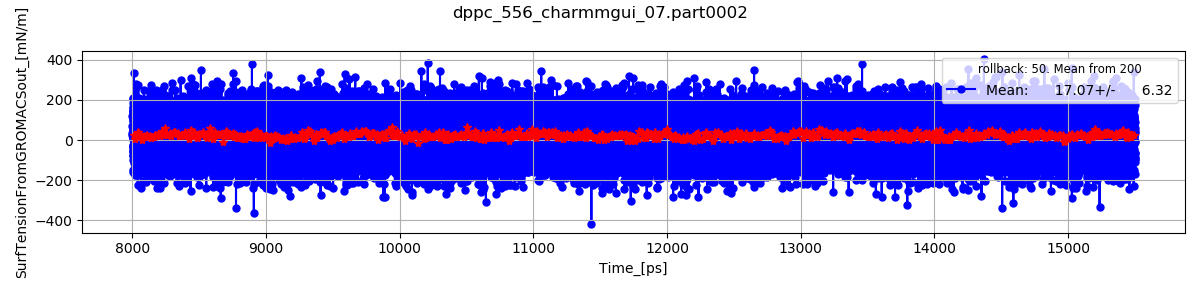 dppc_556_charmmgui_07.part0002
SurfTensionFromGROMACSout_[mN/m]
400
200
0
−200
−400
rollback: 50. Mean from 200
Mean: 17.07+/- 6.32
8000 9000 10000 11000 12000 13000 14000 15000
Time_[ps]